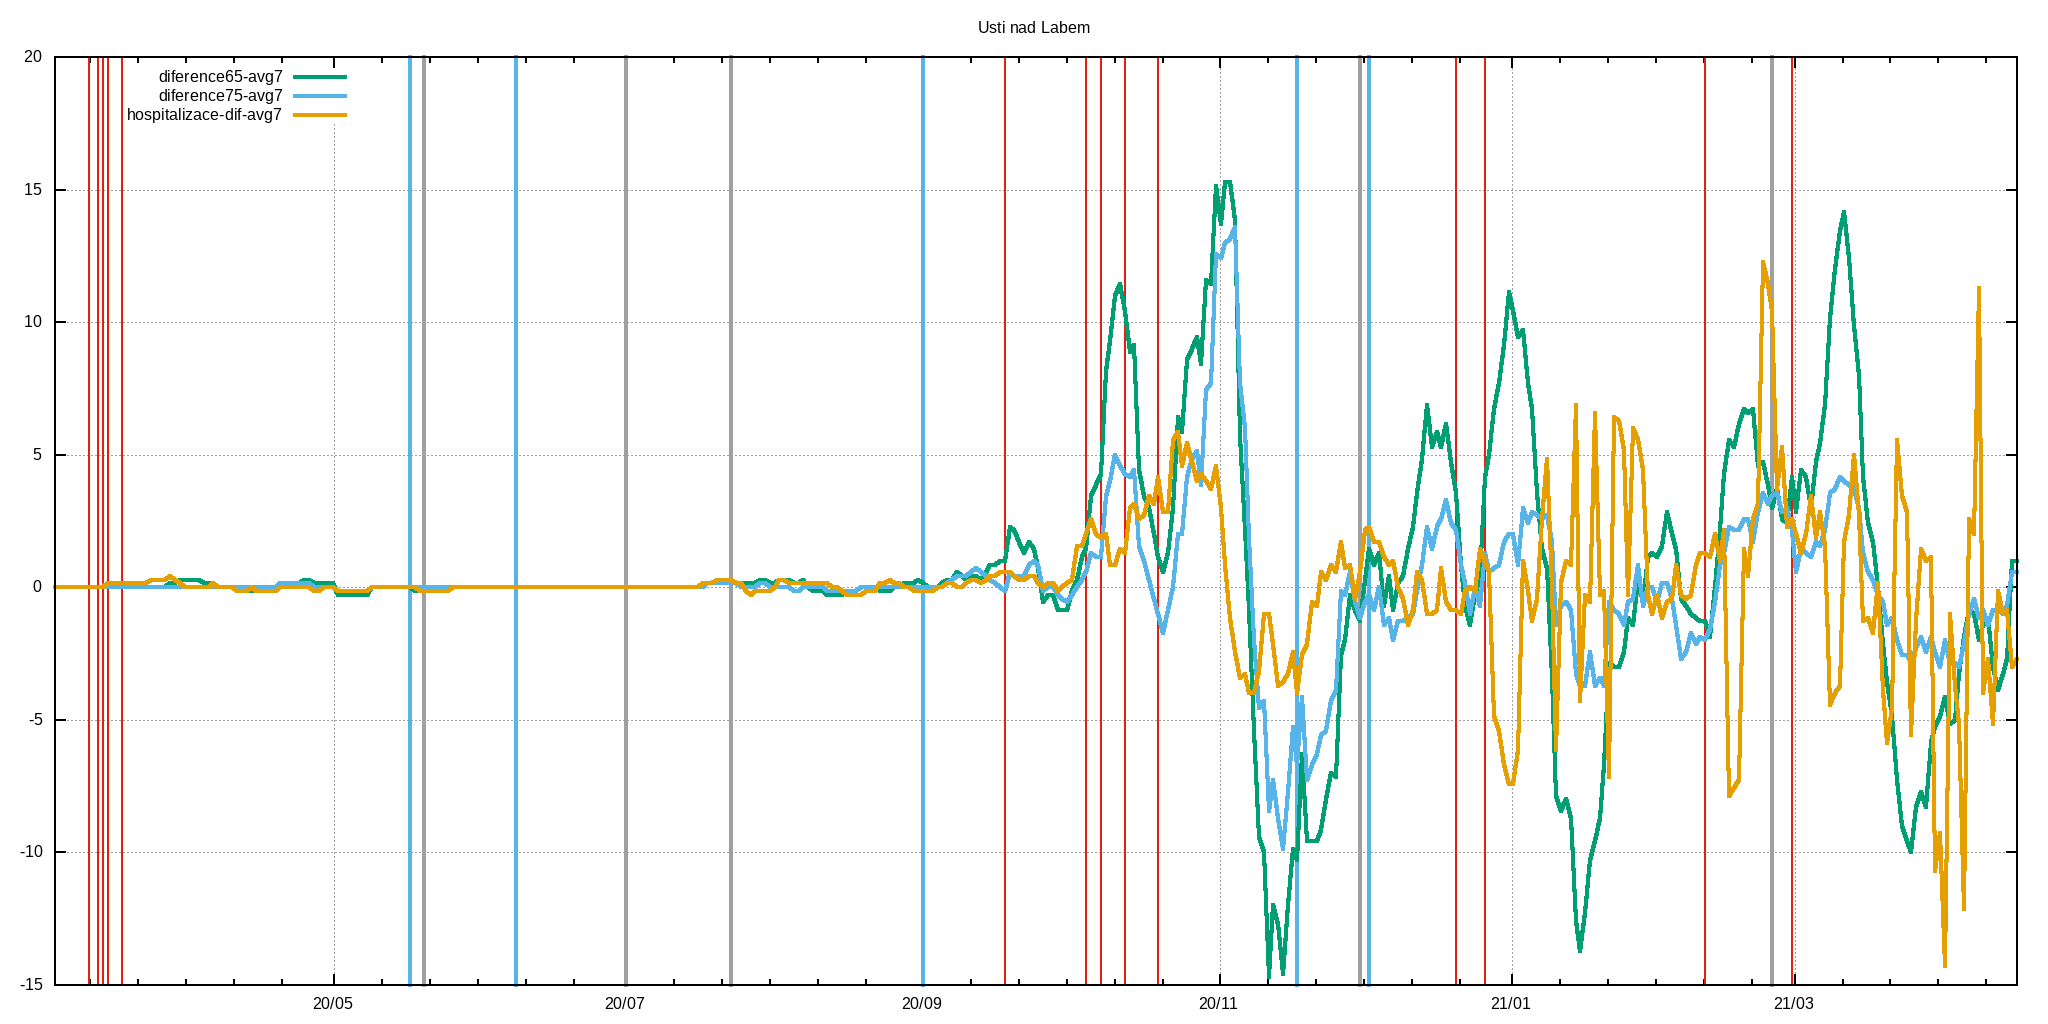 Usti nad Labem
20
diference65-avg7
diference75-avg7
hospitalizace-dif-avg7
15
10
5
0
-5
-10
-15
20/05 20/07 20/09 20/11 21/01 21/03